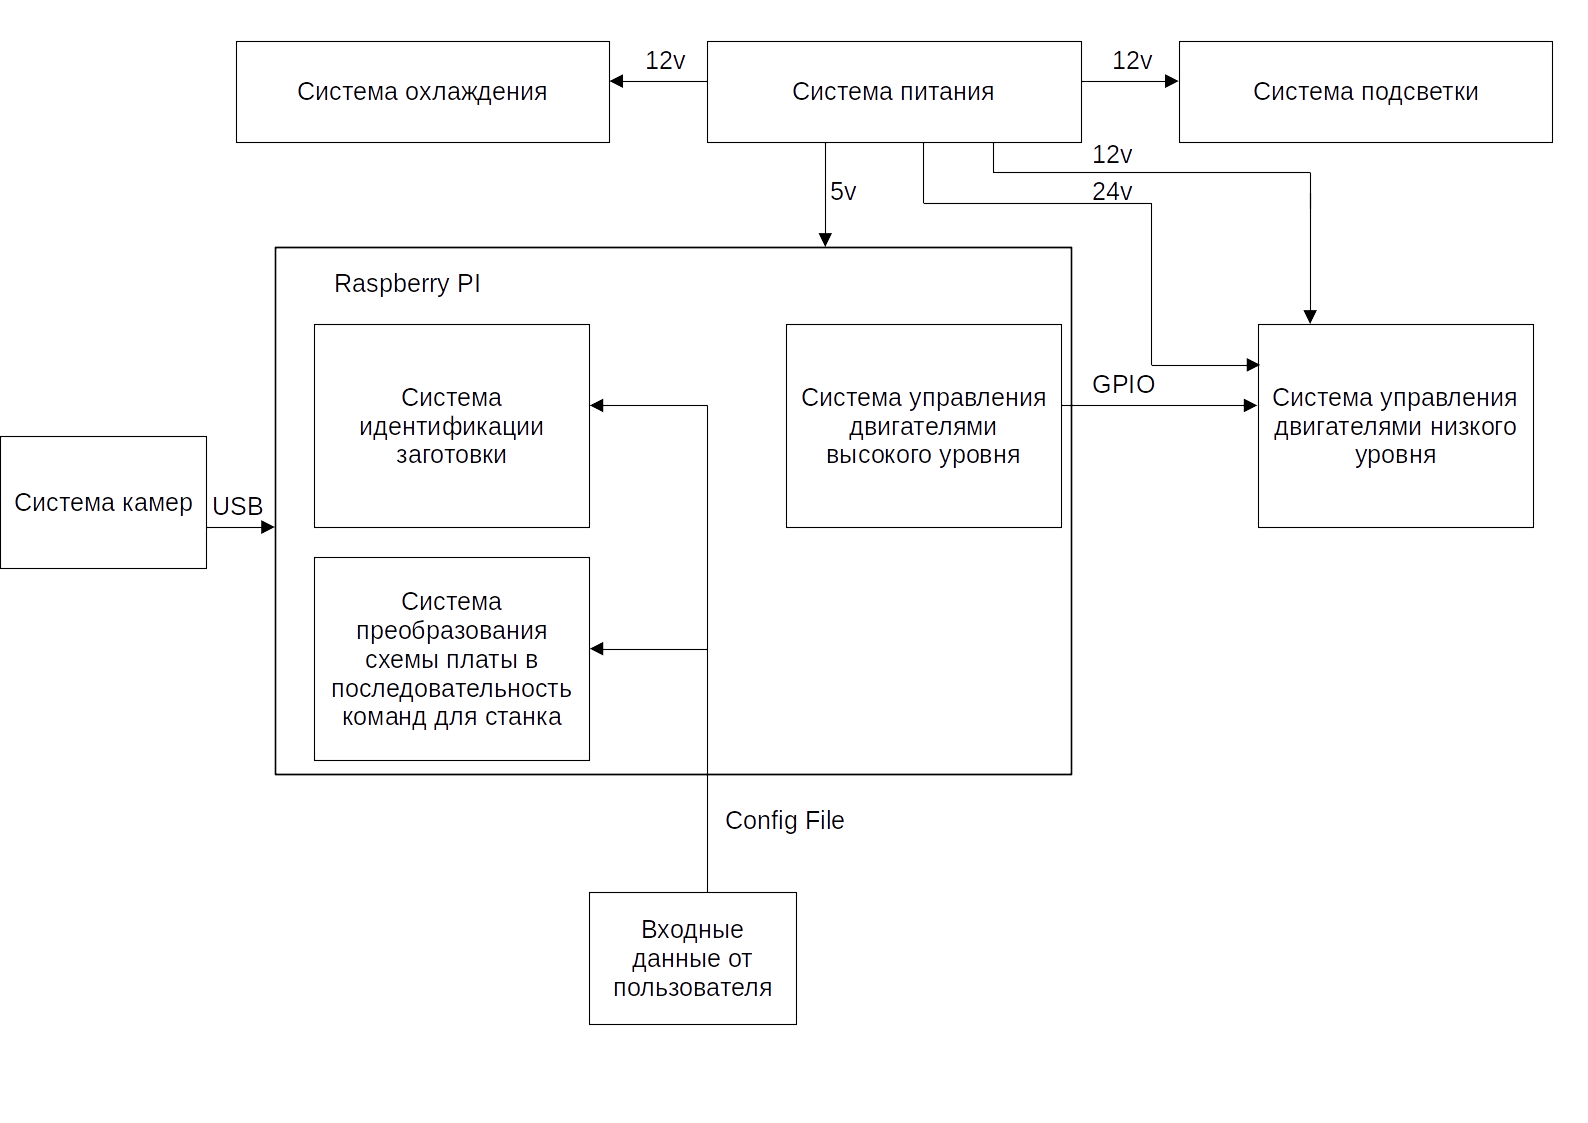 12v
12v
Система охлаждения
Система питания
Система подсветки
12v
5v
24v
Raspberry PI
Система
идентификации
заготовки
Система управления
двигателями
высокого уровня
GPIO
Система управления
двигателями низкого
уровня
Система камер
USB
Система
преобразования
схемы платы в
последовательность
команд для станка
Config File
Входные
данные от
пользователя